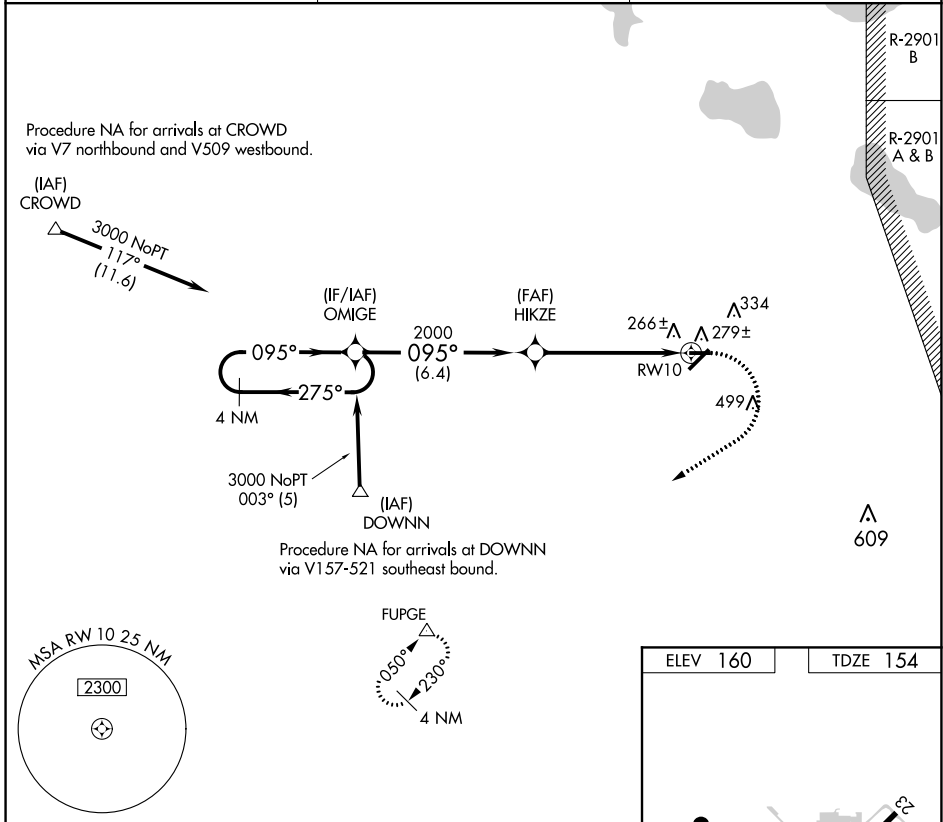 R-2901
B
R-2901
A & B
Procedure NA for arrivals at CROWD
via V7 northbound and V509 westbound.
(IAF)
CROWD
3000 NoPT
117°
(11.6)
(IF/IAF)
OMIGE
(FAF)
HIKZE
334
266±
279±
095°
2000
095°
(6.4)
RW10
275°
4 NM
499
3000 NoPT
003° (5)
(IAF)
DOWNN
609
Procedure NA for arrivals at DOWNN
via V157-521 southeast bound.
FUPGE
050°
230°
4 NM
MSA RW 10 25 NM
2300
ELEV 160
TDZE 154
23